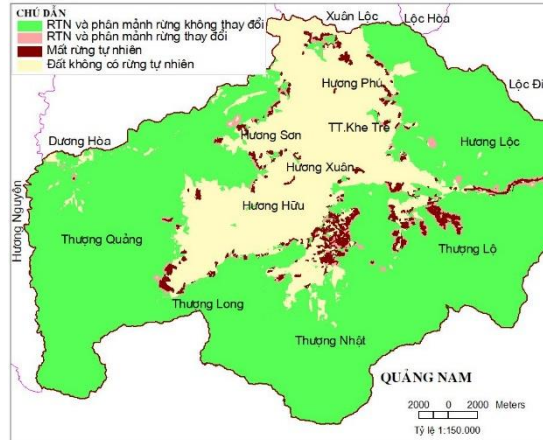 CHÚ DẪN
RTN và phân mảnh rừng không thay đổi
RTN và phân mảnh rừng thay đổi
Mất rừng tự nhiên
Đất không có rừng tự nhiên
Xuân Lộc
Lộc Hòa
Lộc Đi
Hương Phú
TT.Khe Tre
Hương Sơn
Hương Lộc
Dương Hòa
Hương Xuân
Hương Nguyên
Hương Hữu
Thượng Quảng
Thượng Lộ
Thượng Long
Thượng Nhật
QUẢNG NAM
2000 0 2000 Meters
Tỷ lệ 1:150.000